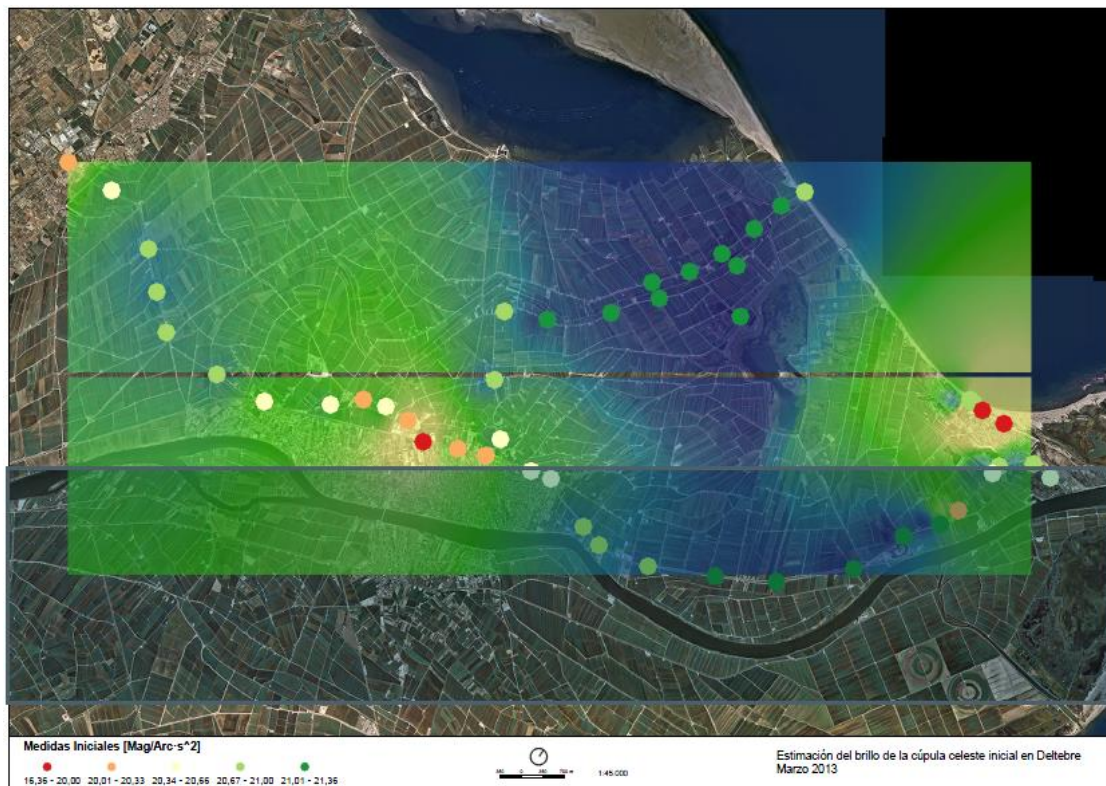 Medidas Iniciales [Mag/Arc·s^2]
16,35 - 20,00 20,01 - 20,33 20,34 - 20,66 20,67 - 21,00 21,01 - 21,36
1:45.000
Estimación del brillo de la cúpula celeste inicial en Deltebre
Marzo 2013